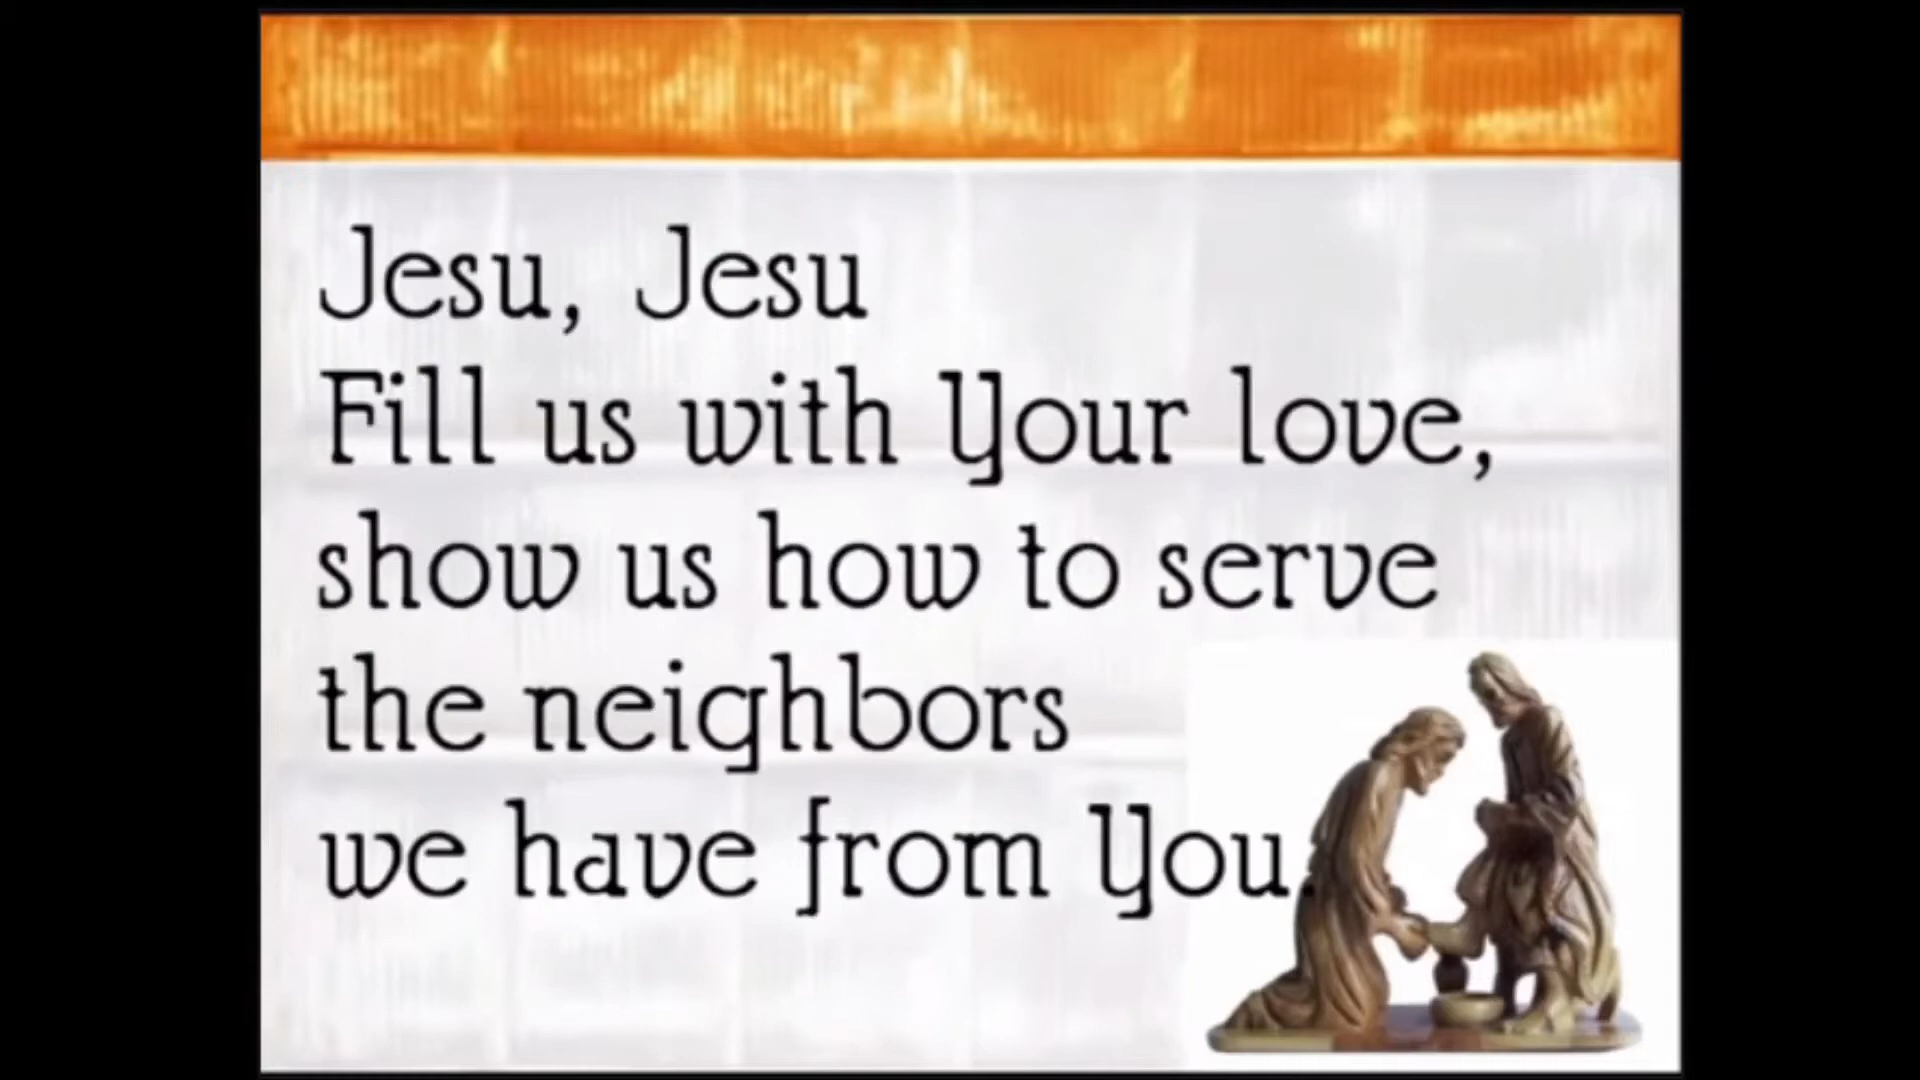 Jesu, Jesu
Fill us with Your love,
show us how to serve
the neighbors
we have from You.